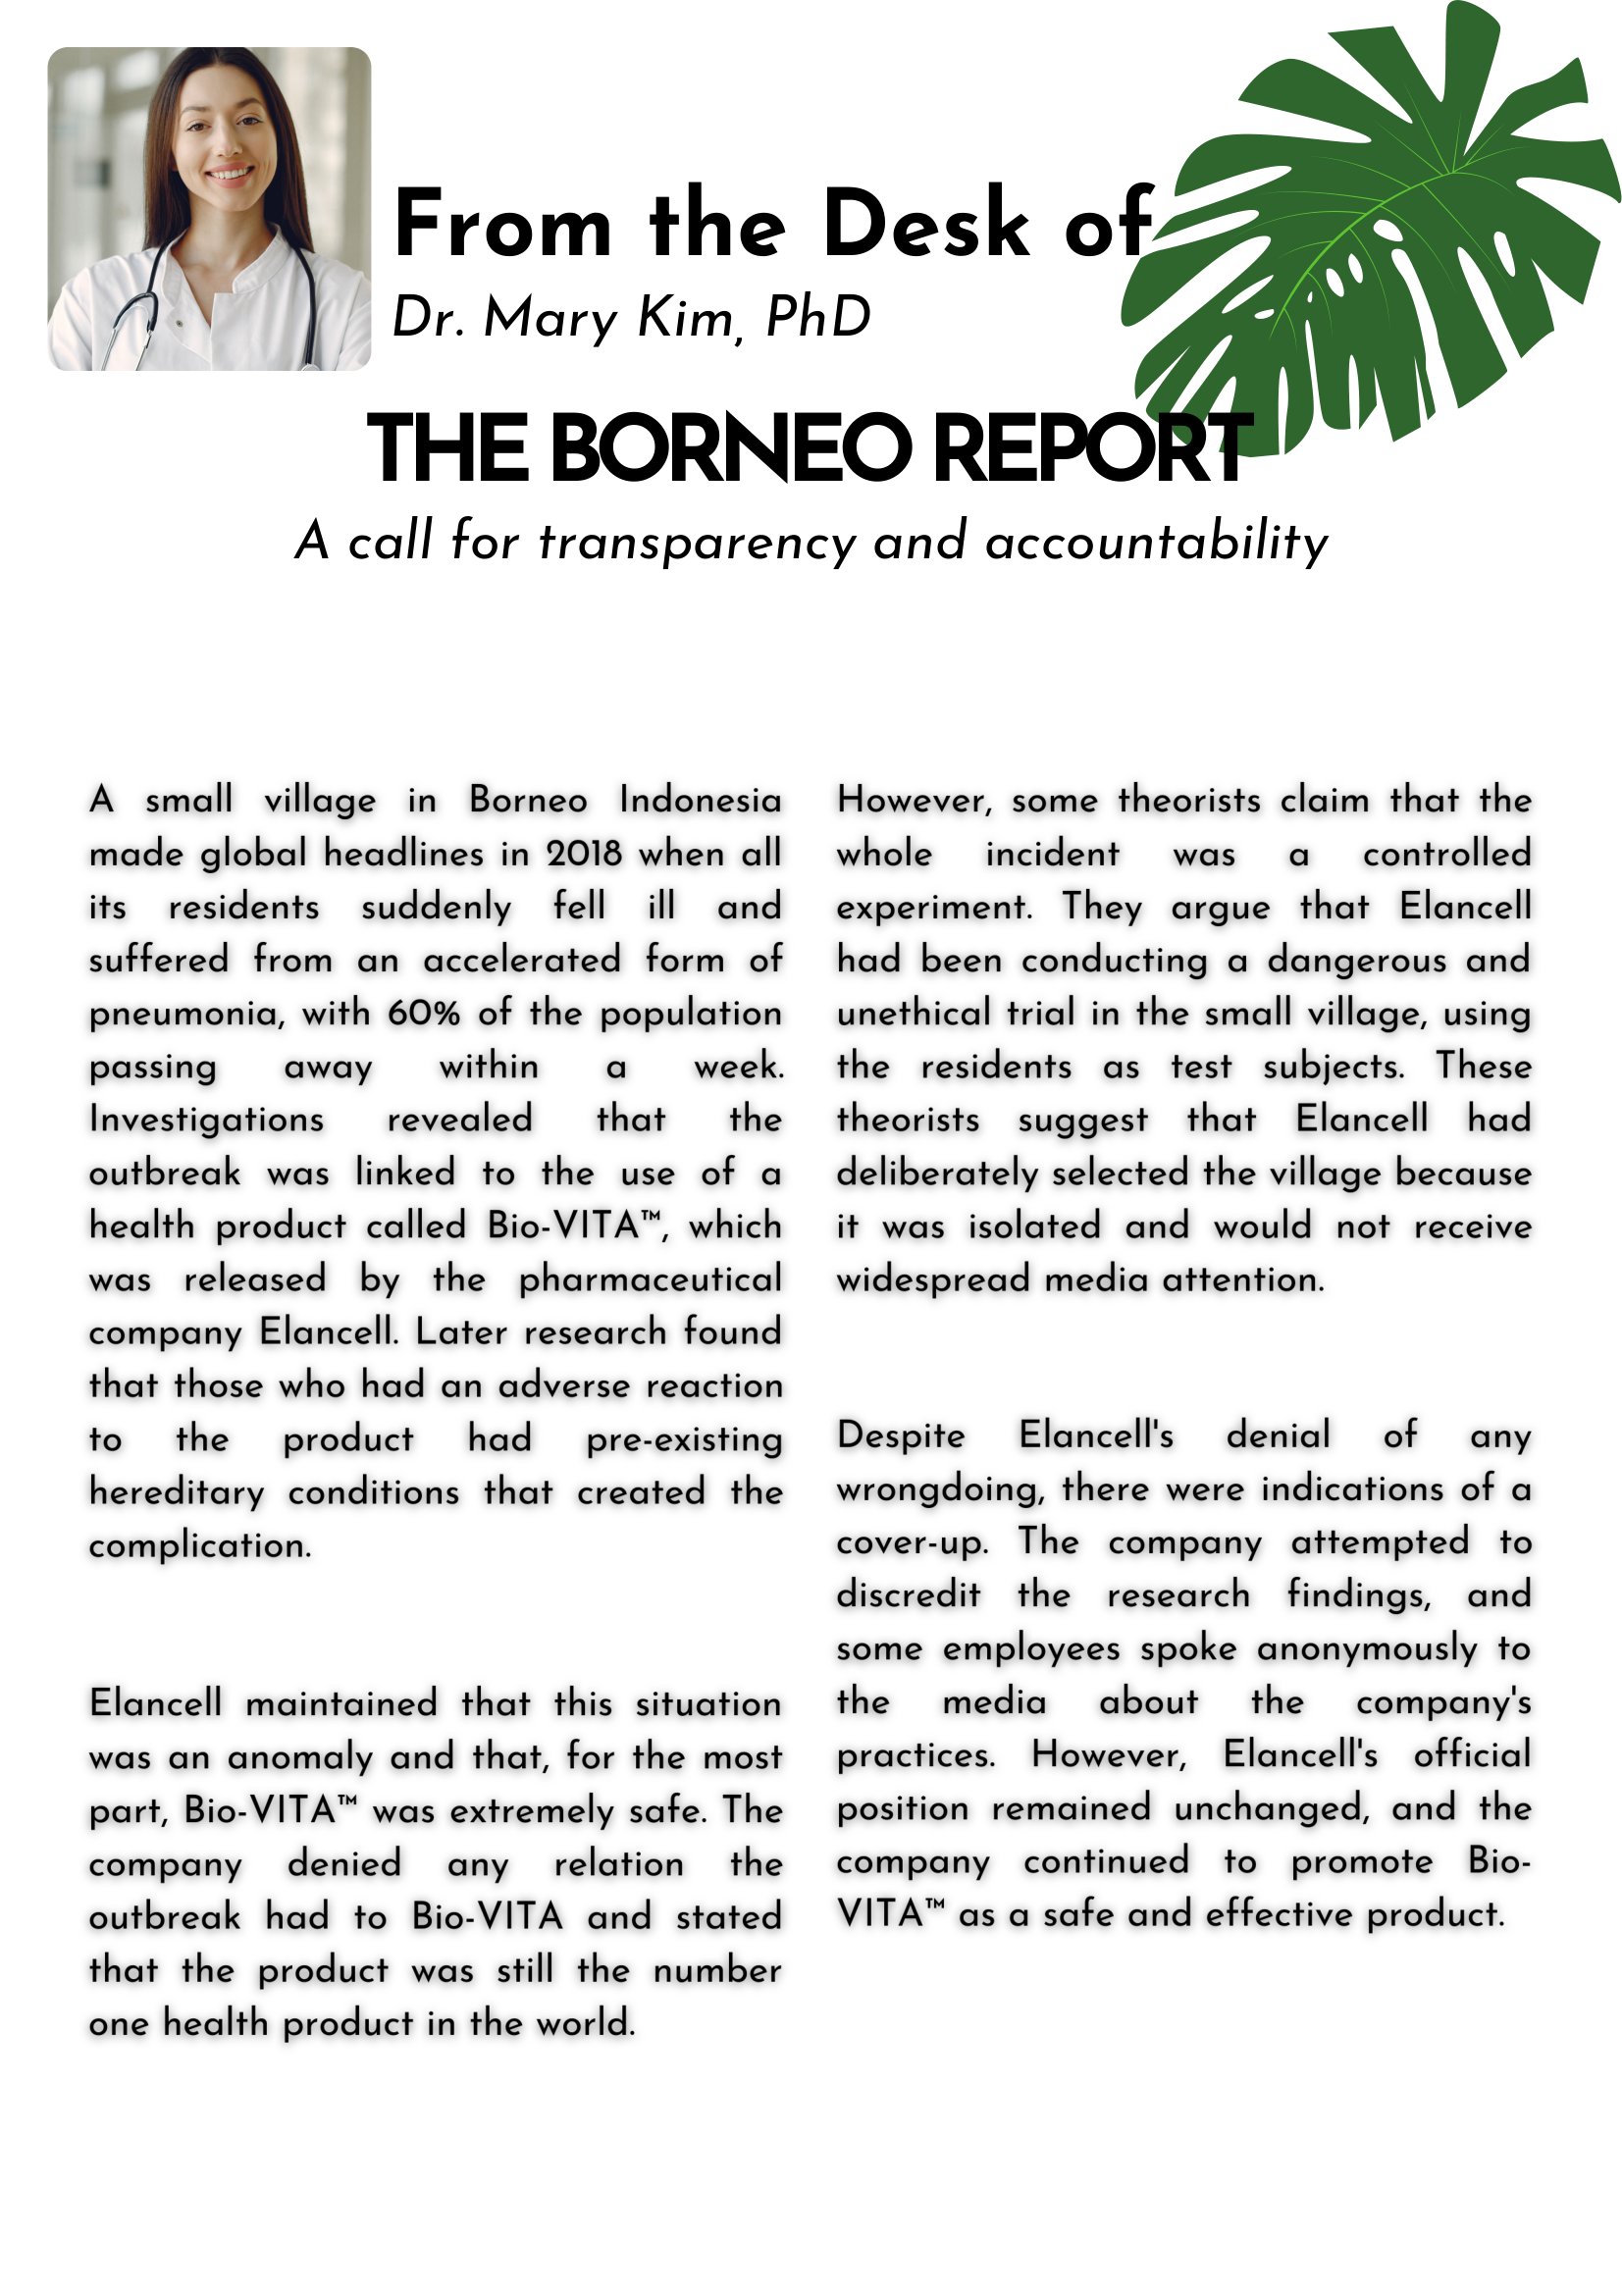 From the Desk of
Dr. Mary Kim, PhD
THE BORNEO REPORT
A call for transparency and accountability
A small village in Borneo Indonesia
made global headlines in 2018 when all
its residents suddenly fell ill and
suffered from an accelerated form of
pneumonia, with 60% of the population
passing away within a week.
Investigations revealed that the
outbreak was linked to the use of a
health product called Bio-VITA™, which
was released by the pharmaceutical
company Elancell. Later research found
that those who had an adverse reaction
to the product had pre-existing
hereditary conditions that created the
complication.
Elancell maintained that this situation
was an anomaly and that, for the most
part, Bio-VITA™ was extremely safe. The
company denied any relation the
outbreak had to Bio-VITA and stated
that the product was still the number
one health product in the world.
However, some theorists claim that the
whole incident was a controlled
experiment. They argue that Elancell
had been conducting a dangerous and
unethical trial in the small village, using
the residents as test subjects. These
theorists suggest that Elancell had
deliberately selected the village because
it was isolated and would not receive
widespread media attention.
Despite Elancell's denial of any
wrongdoing, there were indications of a
cover-up. The company attempted to
discredit the research findings, and
some employees spoke anonymously to
the media about the company's
practices. However, Elancell's official
position remained unchanged, and the
company continued to promote Bio-
VITA™ as a safe and effective product.